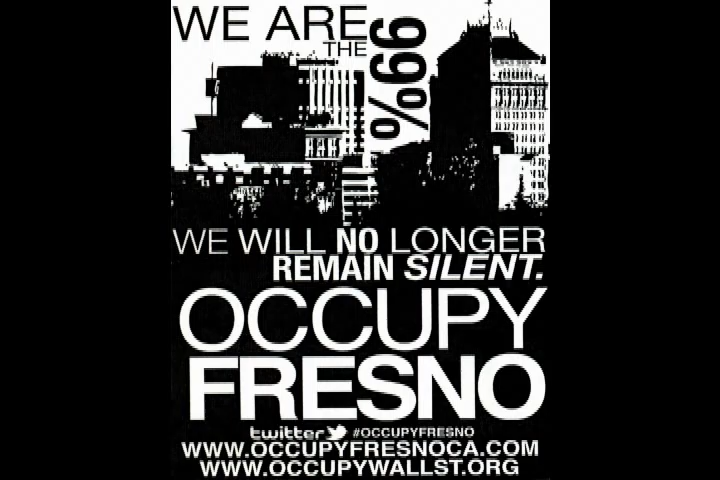 WE ARE
THE
99%
WE WILL NO LONGER
REMAIN SILENT.
OCCUPY
FRESNO
twitter #OCCUPYFRESNO
WWW.OCCUPYFRESNOCA.COM
WWW.OCCUPYWALLST.ORG